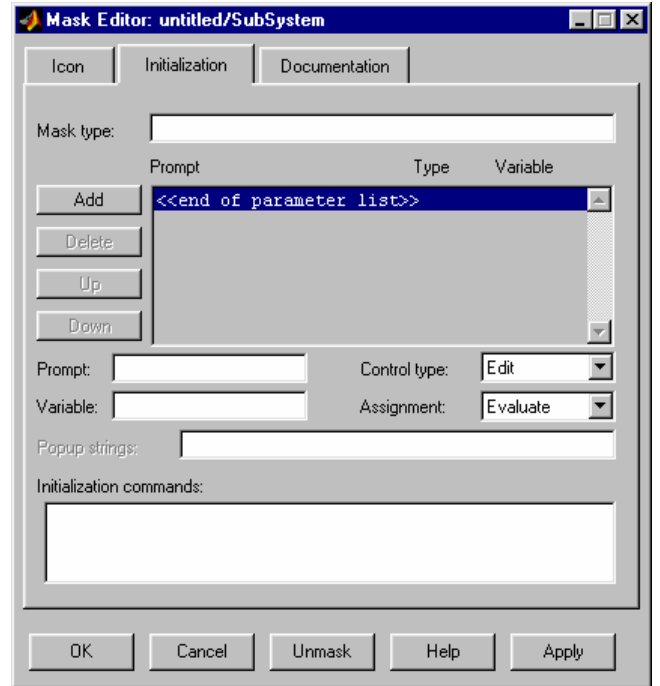 Mask Editor: untitled/SubSystem
Icon Initialization Documentation
Mask type:
Prompt Type Variable
Add <<end of parameter list>>
Delete
Up
Down
Prompt: Control type: Edit
Variable: Assignment: Evaluate
Popup strings:
Initialization commands:
OK Cancel Unmask Help Apply